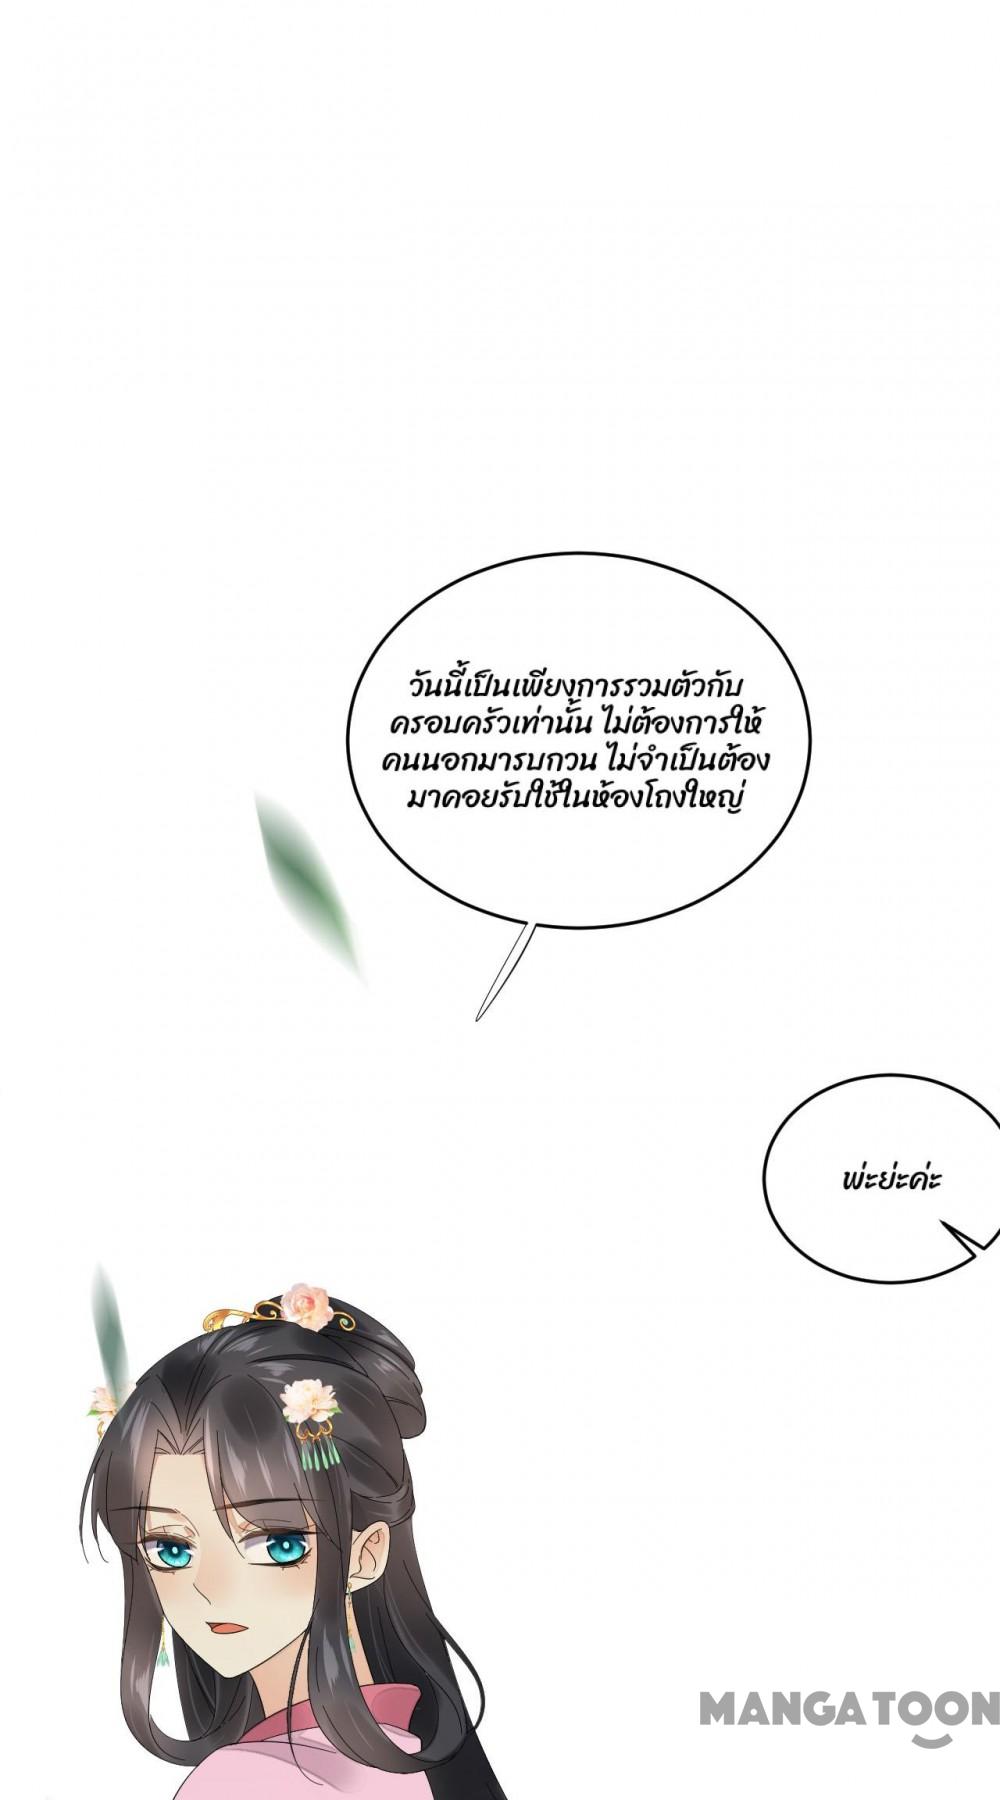 วันนี้เป็นเพียงการรวมตัวกับ
ครอบครัวเท่านั้น ไม่ต้องการให้
คนนอกมารบกวน ไม่จำเป็นต้อง
มาคอยรับใช้ในห้องโถงใหญ่
พ่ะย่ะค่ะ
MANGATOON